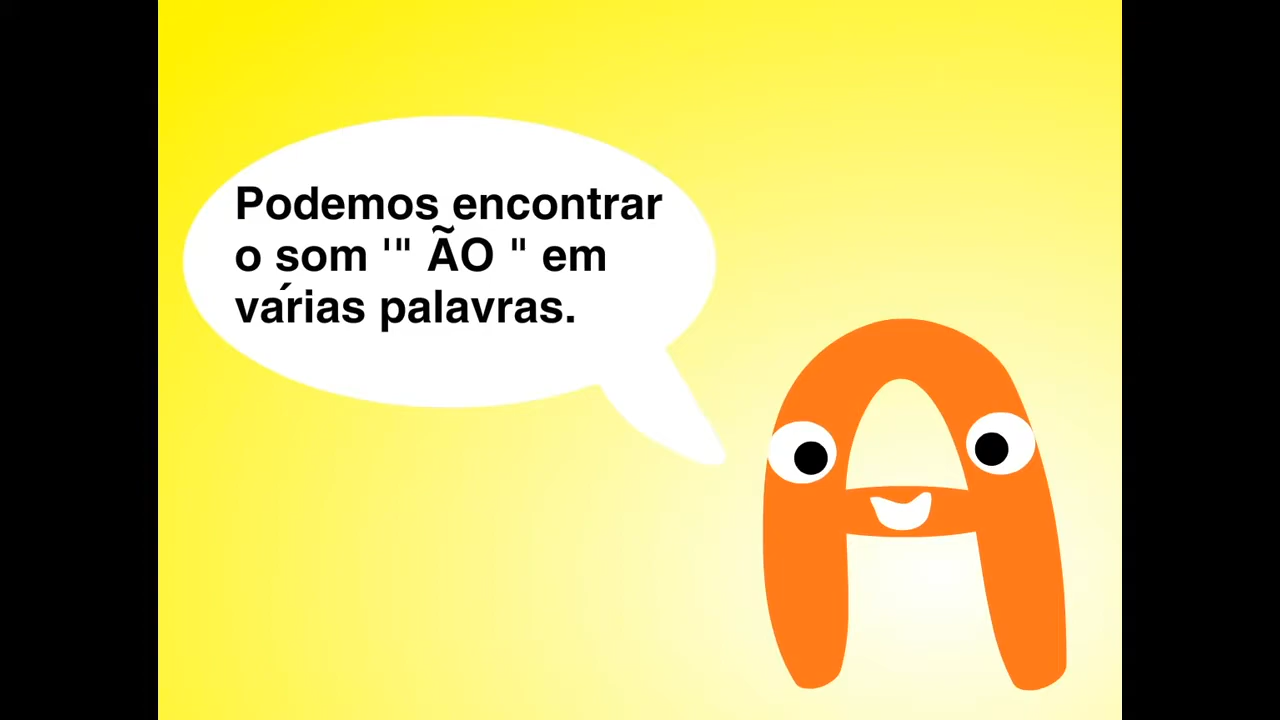 Podemos encontrar
o som '" ÃO " em
várias palavras.